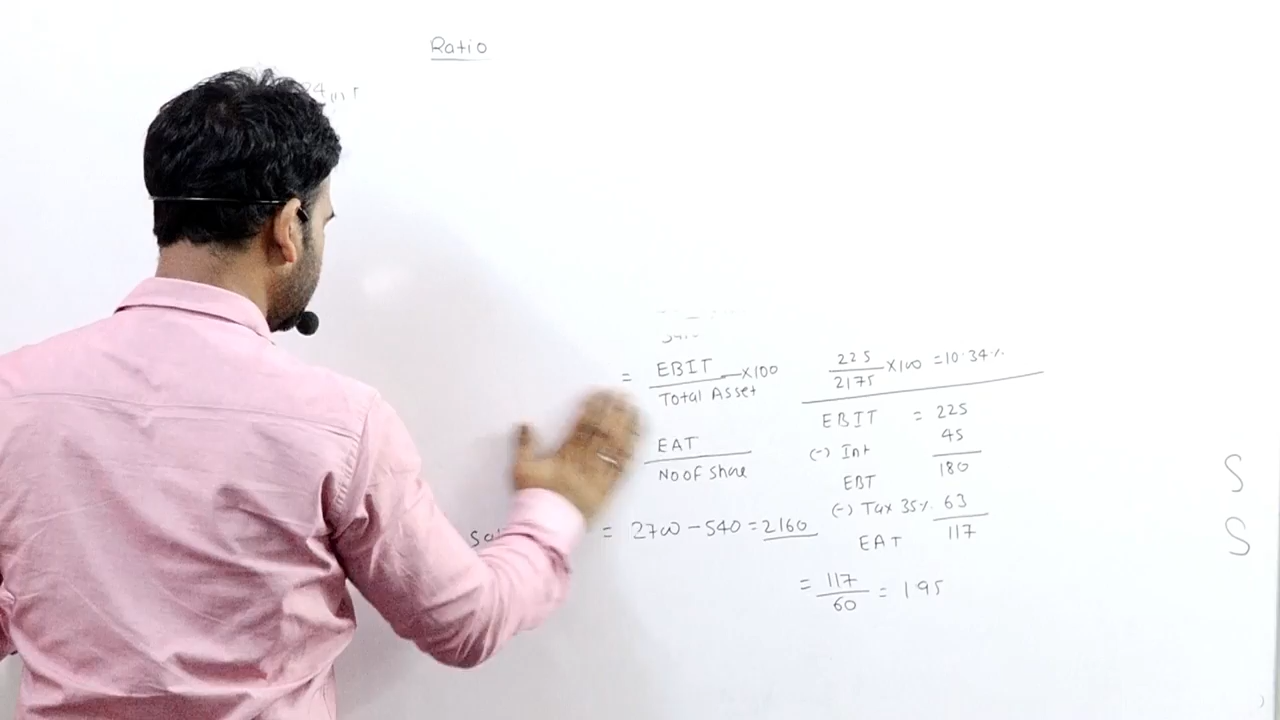 Ratio
= EBIT / Total Asset ×100
225 / 2175 ×100 = 10.34%
EAT / No of Share
EBIT = 225
(-) Int 45
EBT 180
(-) Tax 35% 63
EAT 117
= 2700 - 540 = 2160
= 117 / 60 = 1.95
S
S